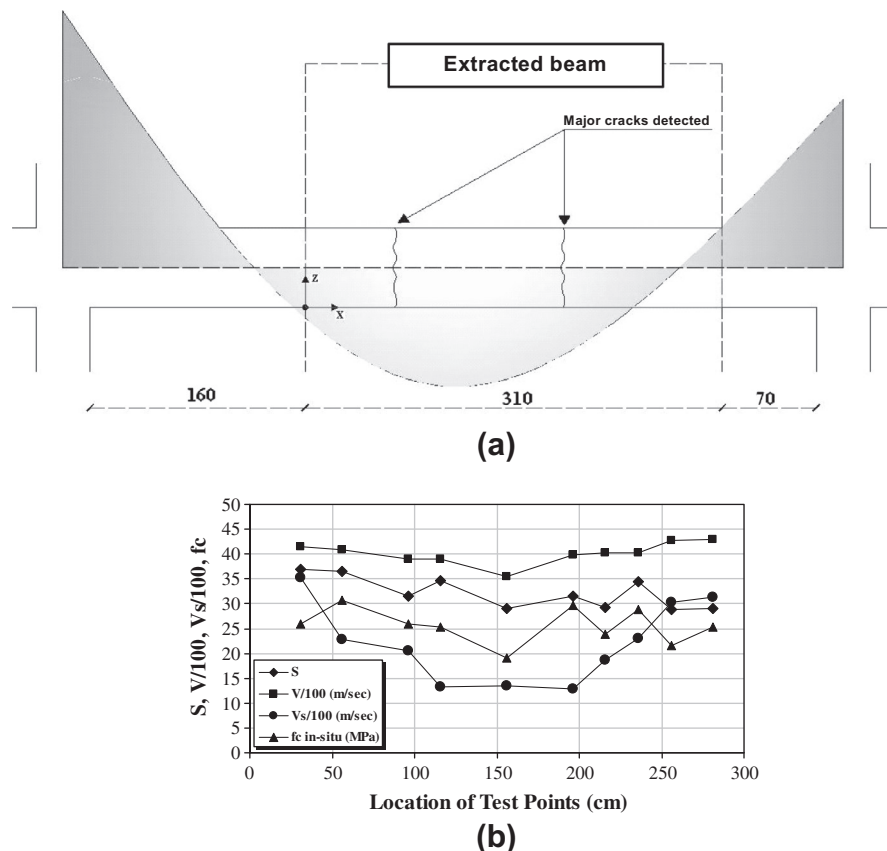 Extracted beam
Major cracks detected
z
x
160 310 70
(a)
S, V/100, Vs/100, fc
50
45
40
35
30
25
20
15
10
5
0
S
V/100 (m/sec)
Vs/100 (m/sec)
fc in-situ (MPa)
0 50 100 150 200 250 300
Location of Test Points (cm)
(b)